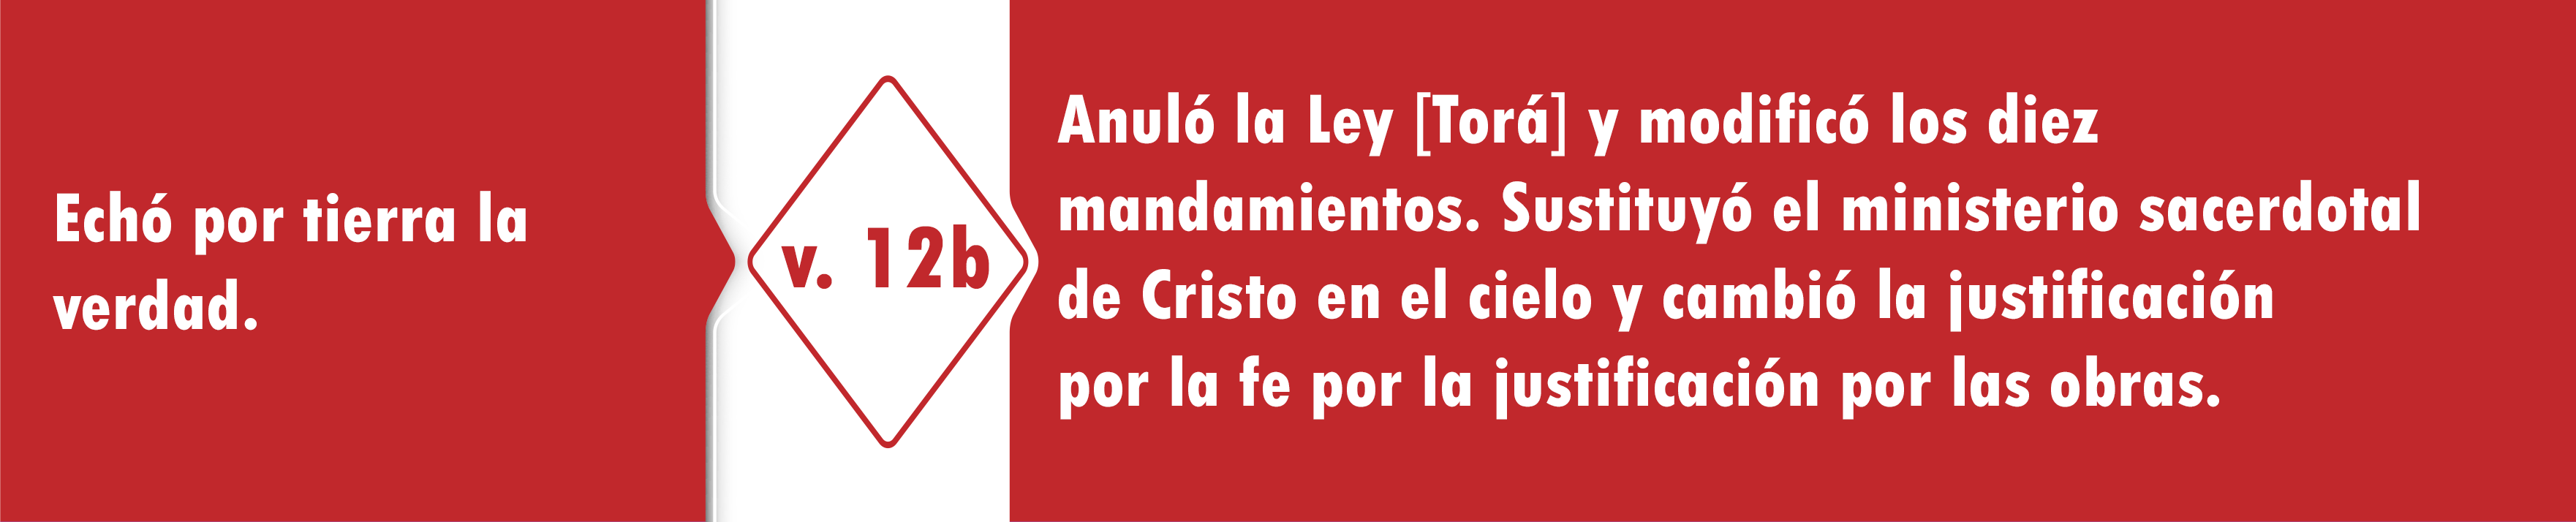 Echó por tierra la
verdad.
v. 12b
Anuló la Ley [Torá] y modificó los diez
mandamientos. Sustituyó el ministerio sacerdotal
de Cristo en el cielo y cambió la justificación
por la fe por la justificación por las obras.